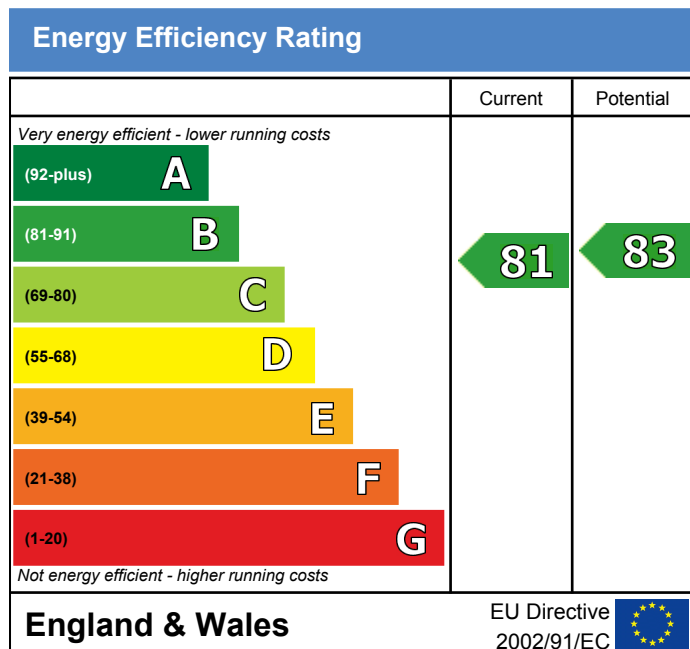 Energy Efficiency Rating
Current Potential
Very energy efficient - lower running costs
(92-plus) A
(81-91) B
(69-80) C
(55-68) D
(39-54) E
(21-38) F
(1-20) G
81 83
Not energy efficient - higher running costs
England & Wales
EU Directive
2002/91/EC